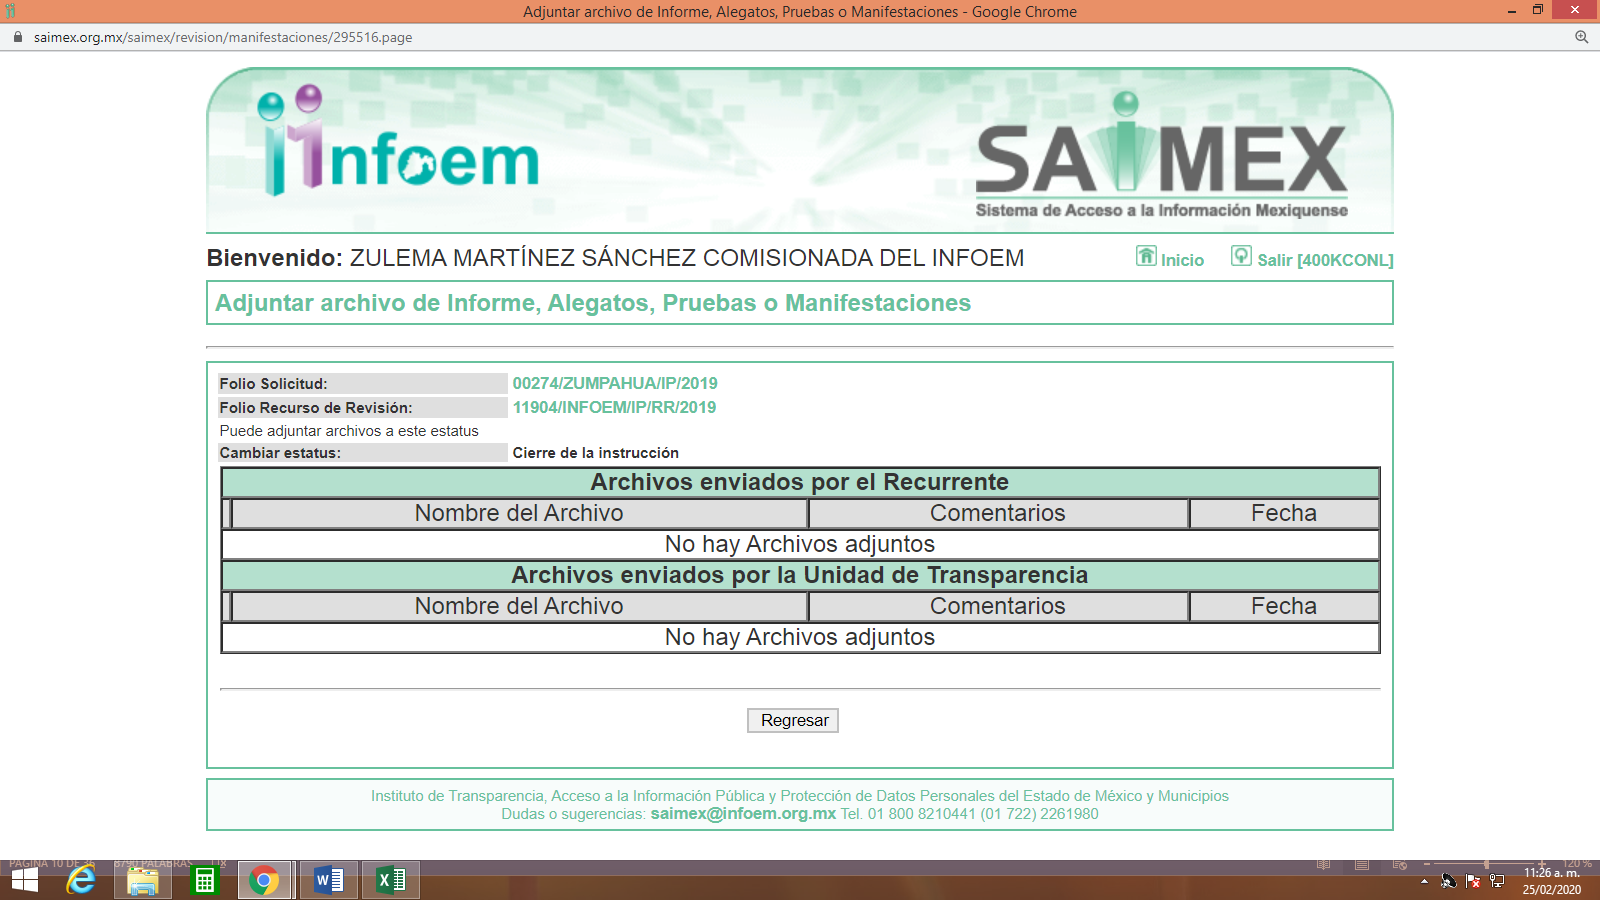 Adjuntar archivo de Informe, Alegatos, Pruebas o Manifestaciones - Google Chrome
saimex.org.mx/saimex/revision/manifestaciones/295516.page
infoem
SAIMEX
Sistema de Acceso a la Información Mexiquense
Bienvenido: ZULEMA MARTÍNEZ SÁNCHEZ COMISIONADA DEL INFOEM
Inicio
Salir [400KCONL]
Adjuntar archivo de Informe, Alegatos, Pruebas o Manifestaciones
Folio Solicitud: 00274/ZUMPAHUA/IP/2019
Folio Recurso de Revisión: 11904/INFOEM/IP/RR/2019
Puede adjuntar archivos a este estatus
Cambiar estatus: Cierre de la instrucción
Archivos enviados por el Recurrente
Nombre del Archivo Comentarios Fecha
No hay Archivos adjuntos
Archivos enviados por la Unidad de Transparencia
Nombre del Archivo Comentarios Fecha
No hay Archivos adjuntos
Regresar
Instituto de Transparencia, Acceso a la Información Pública y Protección de Datos Personales del Estado de México y Municipios
Dudas o sugerencias: saimex@infoem.org.mx Tel. 01 800 8210441 (01 722) 2261980
PÁGINA 10 DE 36 8790 PALABRAS
120 %
11:26 a. m.
25/02/2020